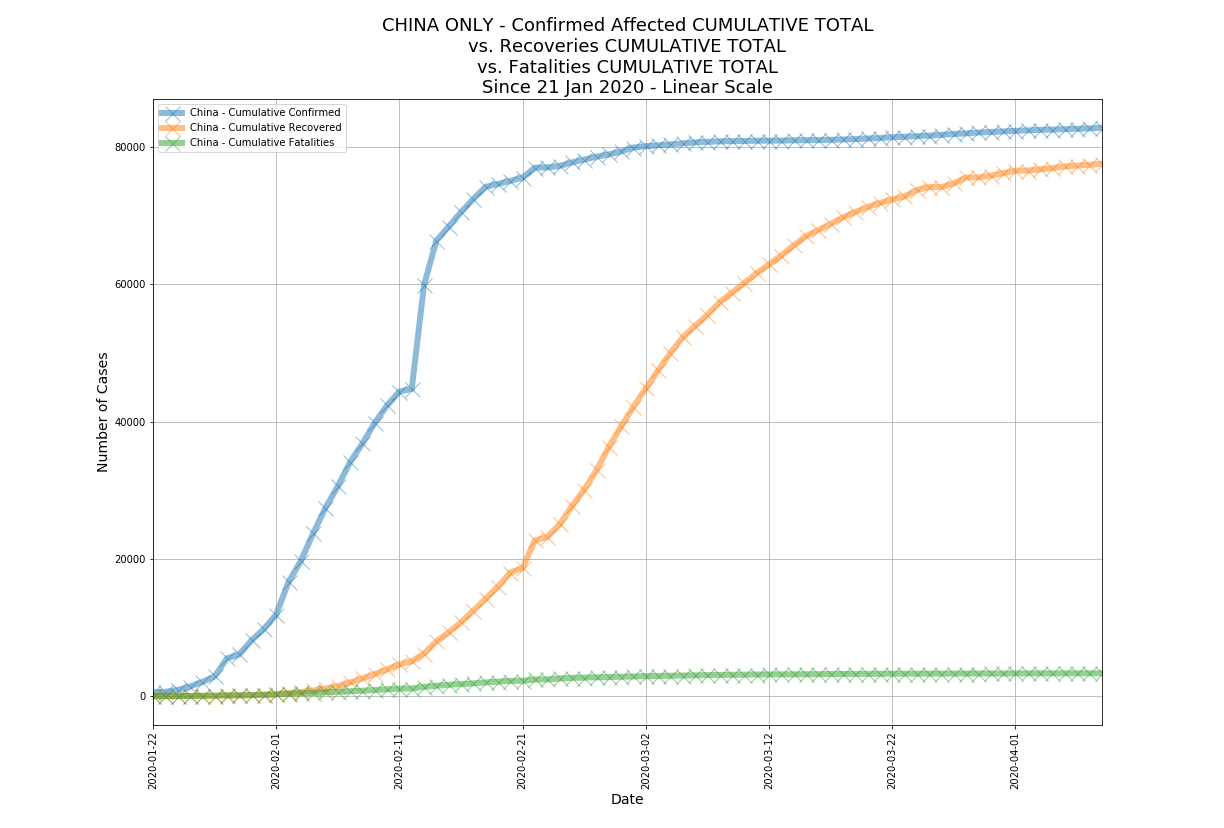 CHINA ONLY - Confirmed Affected CUMULATIVE TOTAL
vs. Recoveries CUMULATIVE TOTAL
vs. Fatalities CUMULATIVE TOTAL
Since 21 Jan 2020 - Linear Scale
China - Cumulative Confirmed
China - Cumulative Recovered
China - Cumulative Fatalities
Number of Cases
80000
60000
40000
20000
0
2020-01-22
2020-02-01
2020-02-11
2020-02-21
2020-03-02
2020-03-12
2020-03-22
2020-04-01
Date